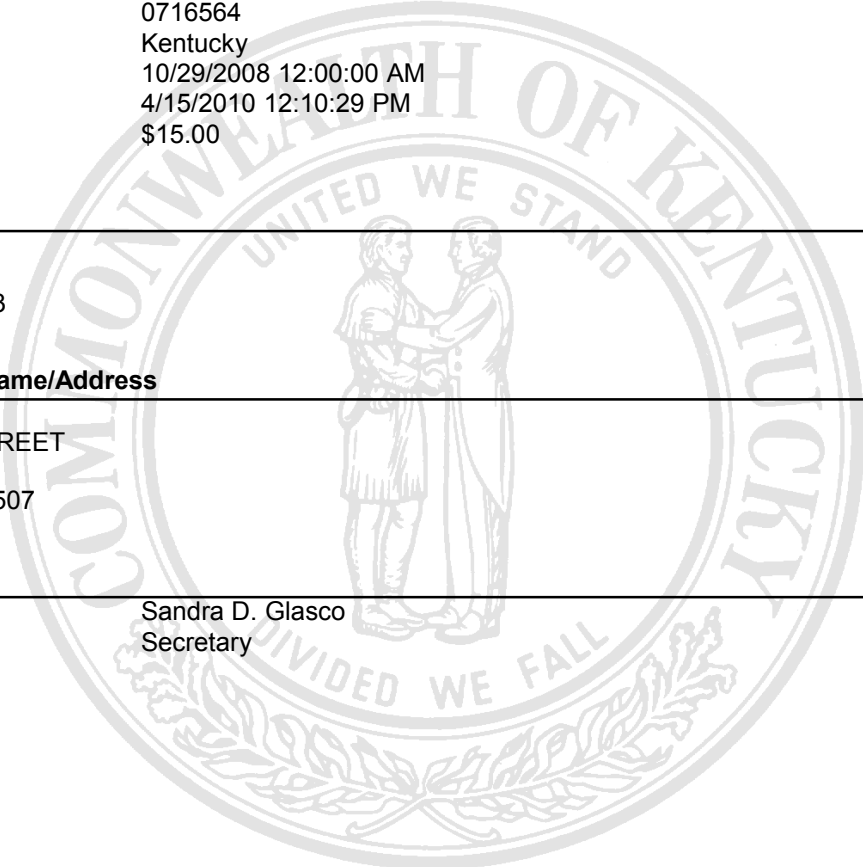 0716564
Kentucky
10/29/2008 12:00:00 AM
4/15/2010 12:10:29 PM
$15.00
COMMONWEALTH OF KENTUCKY
UNITED WE STAND
ame/Address
REET
507
Sandra D. Glasco
Secretary
DIVIDED WE FALL